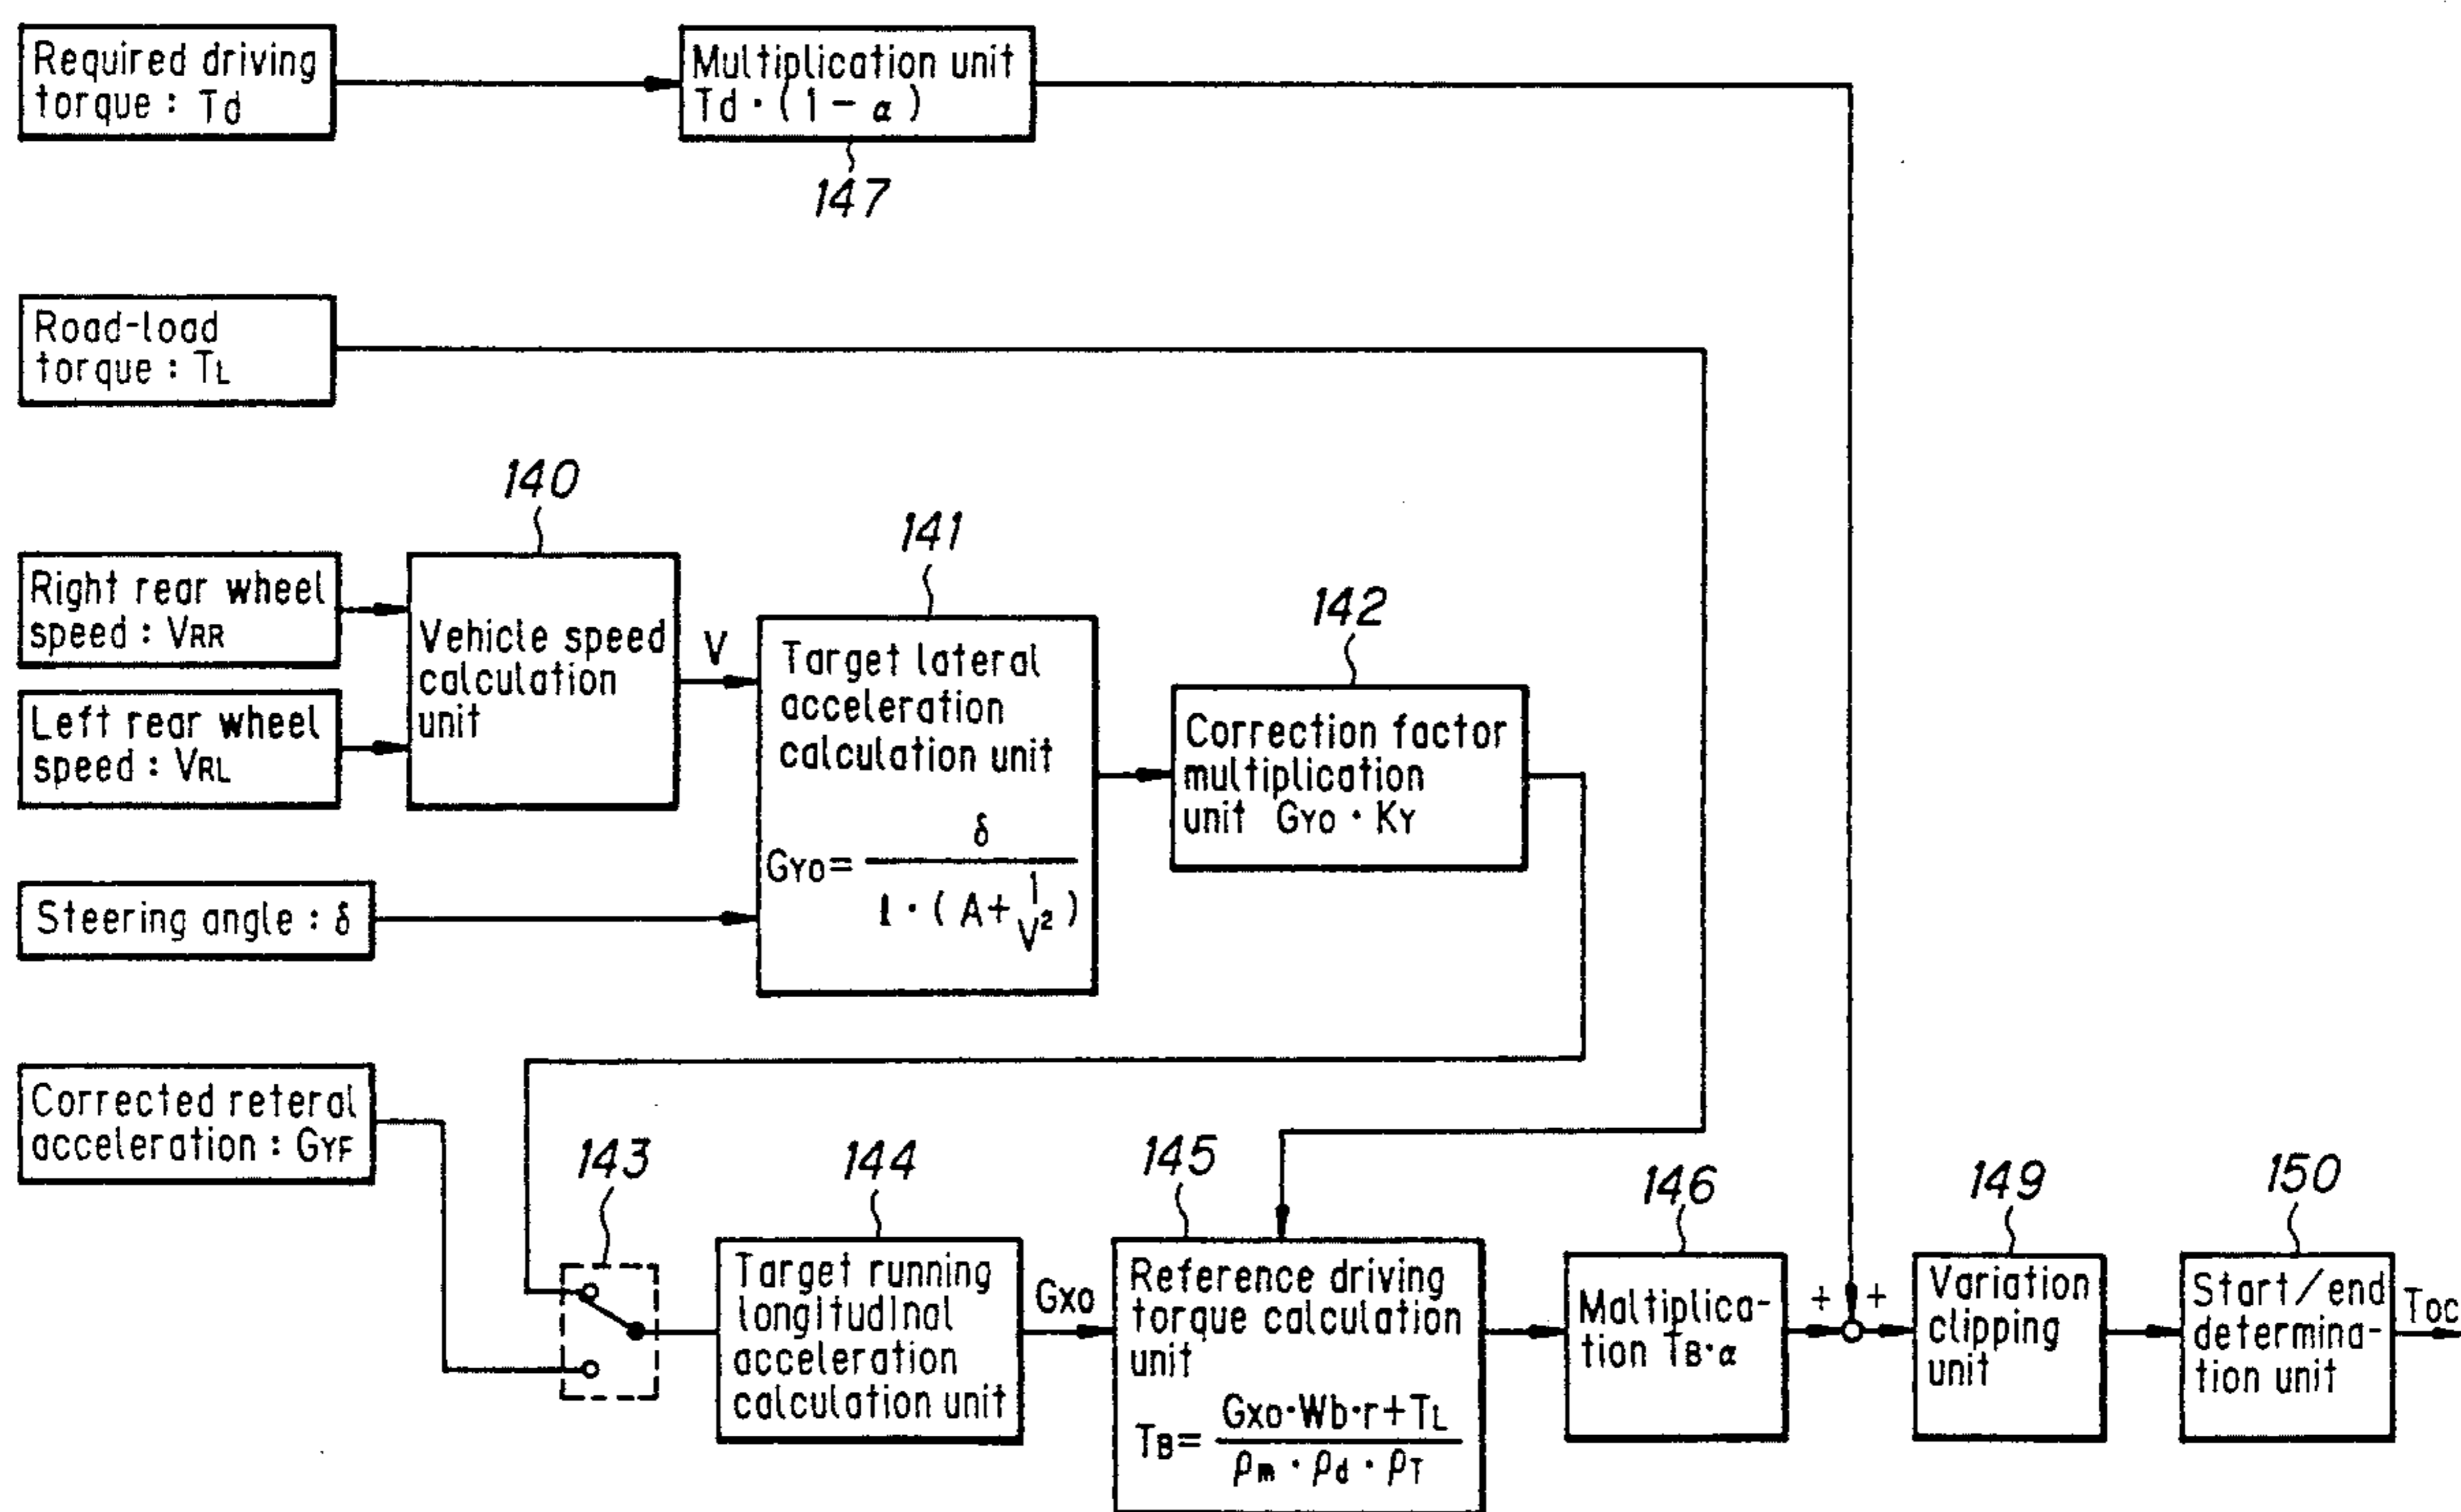 Required driving
torque : Td
Multiplication unit
Td · ( 1 − α )
147
Road-load
torque : TL
140
141
142
Right rear wheel
speed : VRR
Left rear wheel
speed : VRL
Vehicle speed
calculation
unit
V
Target lateral
acceleration
calculation unit
GYO = δ / l · ( A + 1 / V² )
Correction factor
multiplication
unit GYO · KY
Steering angle : δ
Corrected reteral
acceleration : GYF
143
144
145
146
149
150
Target running
longitudinal
acceleration
calculation unit
GXO
Reference driving
torque calculation
unit
TB = GXO · Wb · r + TL / ρm · ρd · ρT
Maltiplica-
tion TB · α
+ +
Variation
clipping
unit
Start/end
determina-
tion unit
TOC